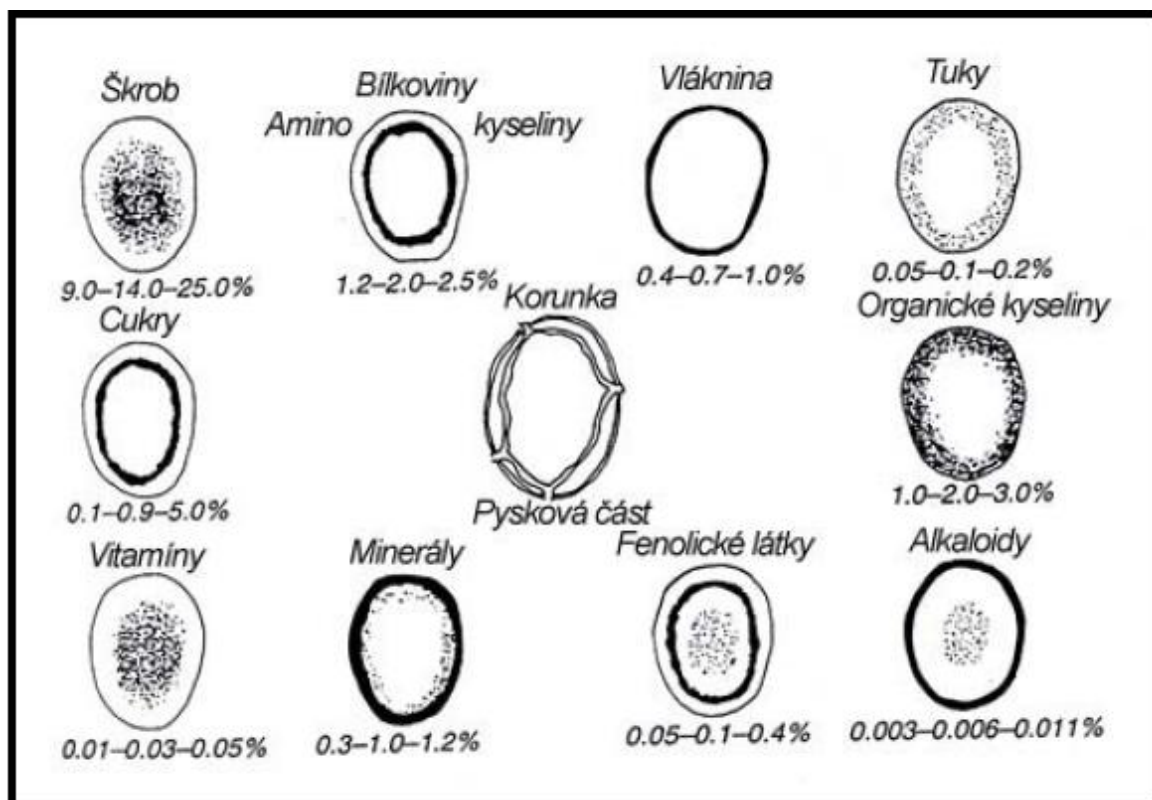 Škrob
9.0–14.0–25.0%
Bílkoviny
Amino kyseliny
1.2–2.0–2.5%
Vláknina
0.4–0.7–1.0%
Tuky
0.05–0.1–0.2%
Cukry
0.1–0.9–5.0%
Korunka
Pysková část
Organické kyseliny
1.0–2.0–3.0%
Vitamíny
0.01–0.03–0.05%
Minerály
0.3–1.0–1.2%
Fenolické látky
0.05–0.1–0.4%
Alkaloidy
0.003–0.006–0.011%